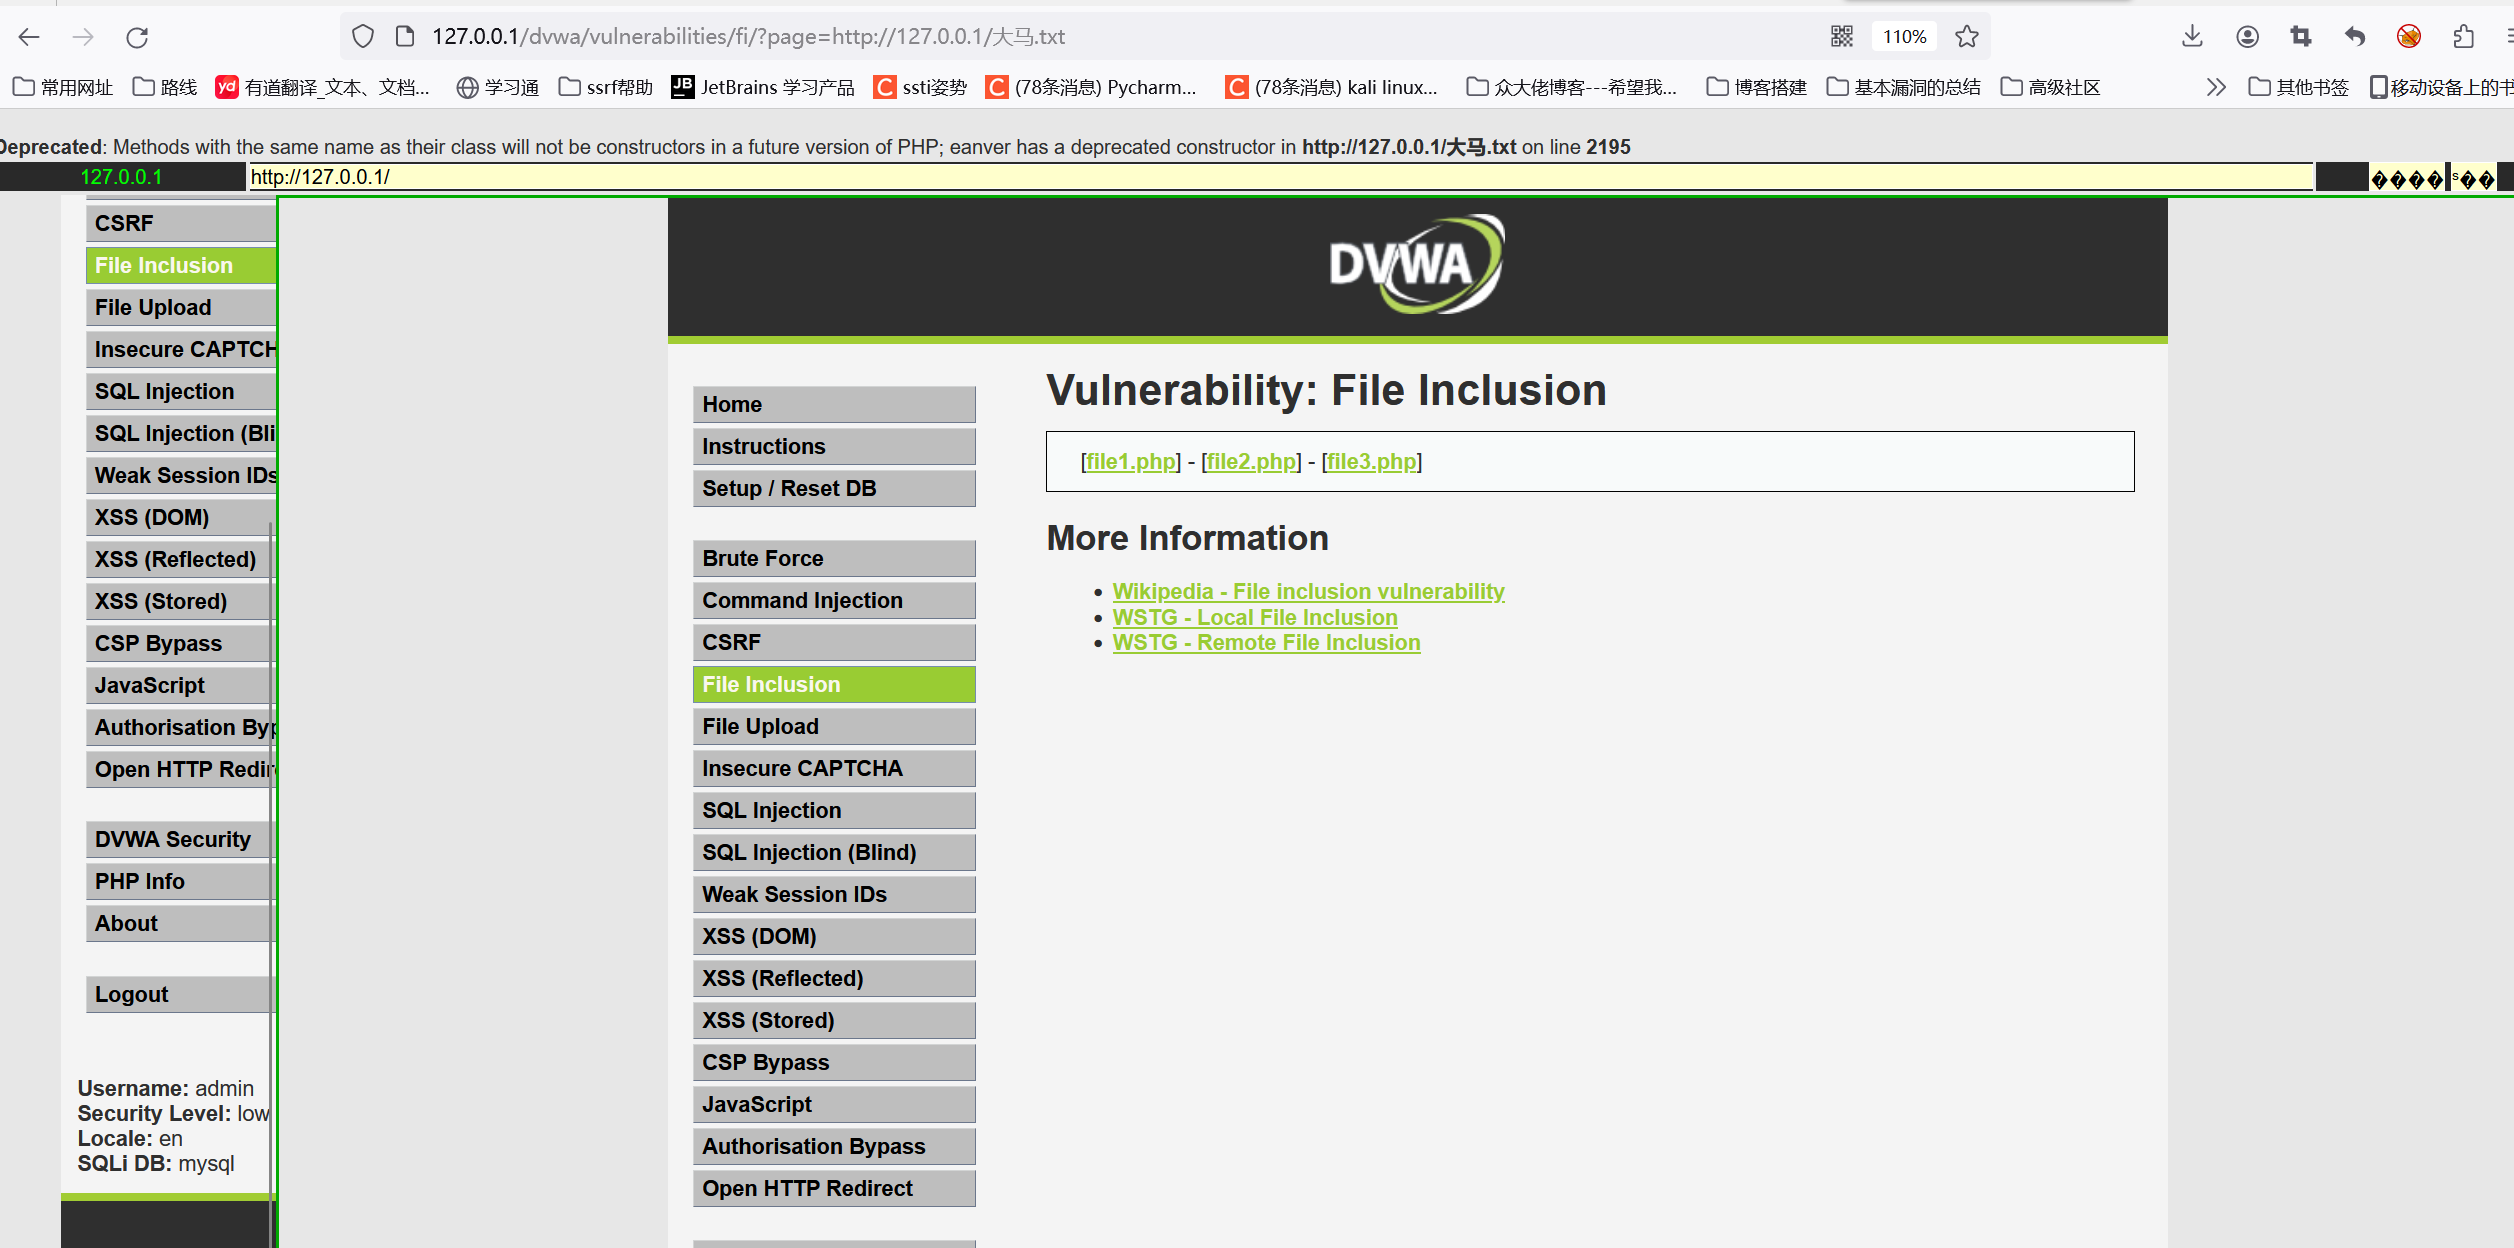 127.0.0.1/dvwa/vulnerabilities/fi/?page=http://127.0.0.1/大马.txt
110%
常用网址 路线 有道翻译_文本、文档... 学习通 ssrf帮助 JetBrains 学习产品 ssti姿势 (78条消息) Pycharm... (78条消息) kali linux... 众大佬博客---希望我... 博客搭建 基本漏洞的总结 高级社区 其他书签 移动设备上的书
Deprecated: Methods with the same name as their class will not be constructors in a future version of PHP; eanver has a deprecated constructor in http://127.0.0.1/大马.txt on line 2195
127.0.0.1 http://127.0.0.1/ ���� s��
CSRF
File Inclusion
File Upload
Insecure CAPTCH
SQL Injection
SQL Injection (Bli
Weak Session IDs
XSS (DOM)
XSS (Reflected)
XSS (Stored)
CSP Bypass
JavaScript
Authorisation Byp
Open HTTP Redir
DVWA Security
PHP Info
About
Logout
Username: admin
Security Level: low
Locale: en
SQLi DB: mysql
DVWA
Home
Instructions
Setup / Reset DB
Brute Force
Command Injection
CSRF
File Inclusion
File Upload
Insecure CAPTCHA
SQL Injection
SQL Injection (Blind)
Weak Session IDs
XSS (DOM)
XSS (Reflected)
XSS (Stored)
CSP Bypass
JavaScript
Authorisation Bypass
Open HTTP Redirect
Vulnerability: File Inclusion
[file1.php] - [file2.php] - [file3.php]
More Information
Wikipedia - File inclusion vulnerability
WSTG - Local File Inclusion
WSTG - Remote File Inclusion